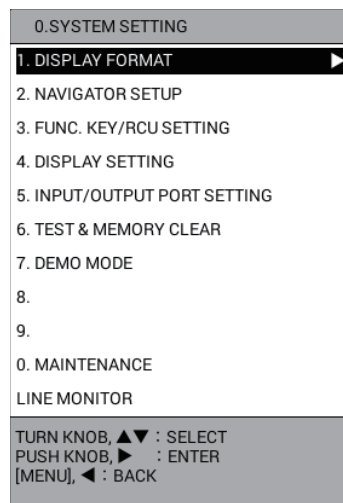 0.SYSTEM SETTING
1. DISPLAY FORMAT ▶
2. NAVIGATOR SETUP
3. FUNC. KEY/RCU SETTING
4. DISPLAY SETTING
5. INPUT/OUTPUT PORT SETTING
6. TEST & MEMORY CLEAR
7. DEMO MODE
8.
9.
0. MAINTENANCE
LINE MONITOR
TURN KNOB, ▲▼ : SELECT
PUSH KNOB, ▶ : ENTER
[MENU], ◀ : BACK